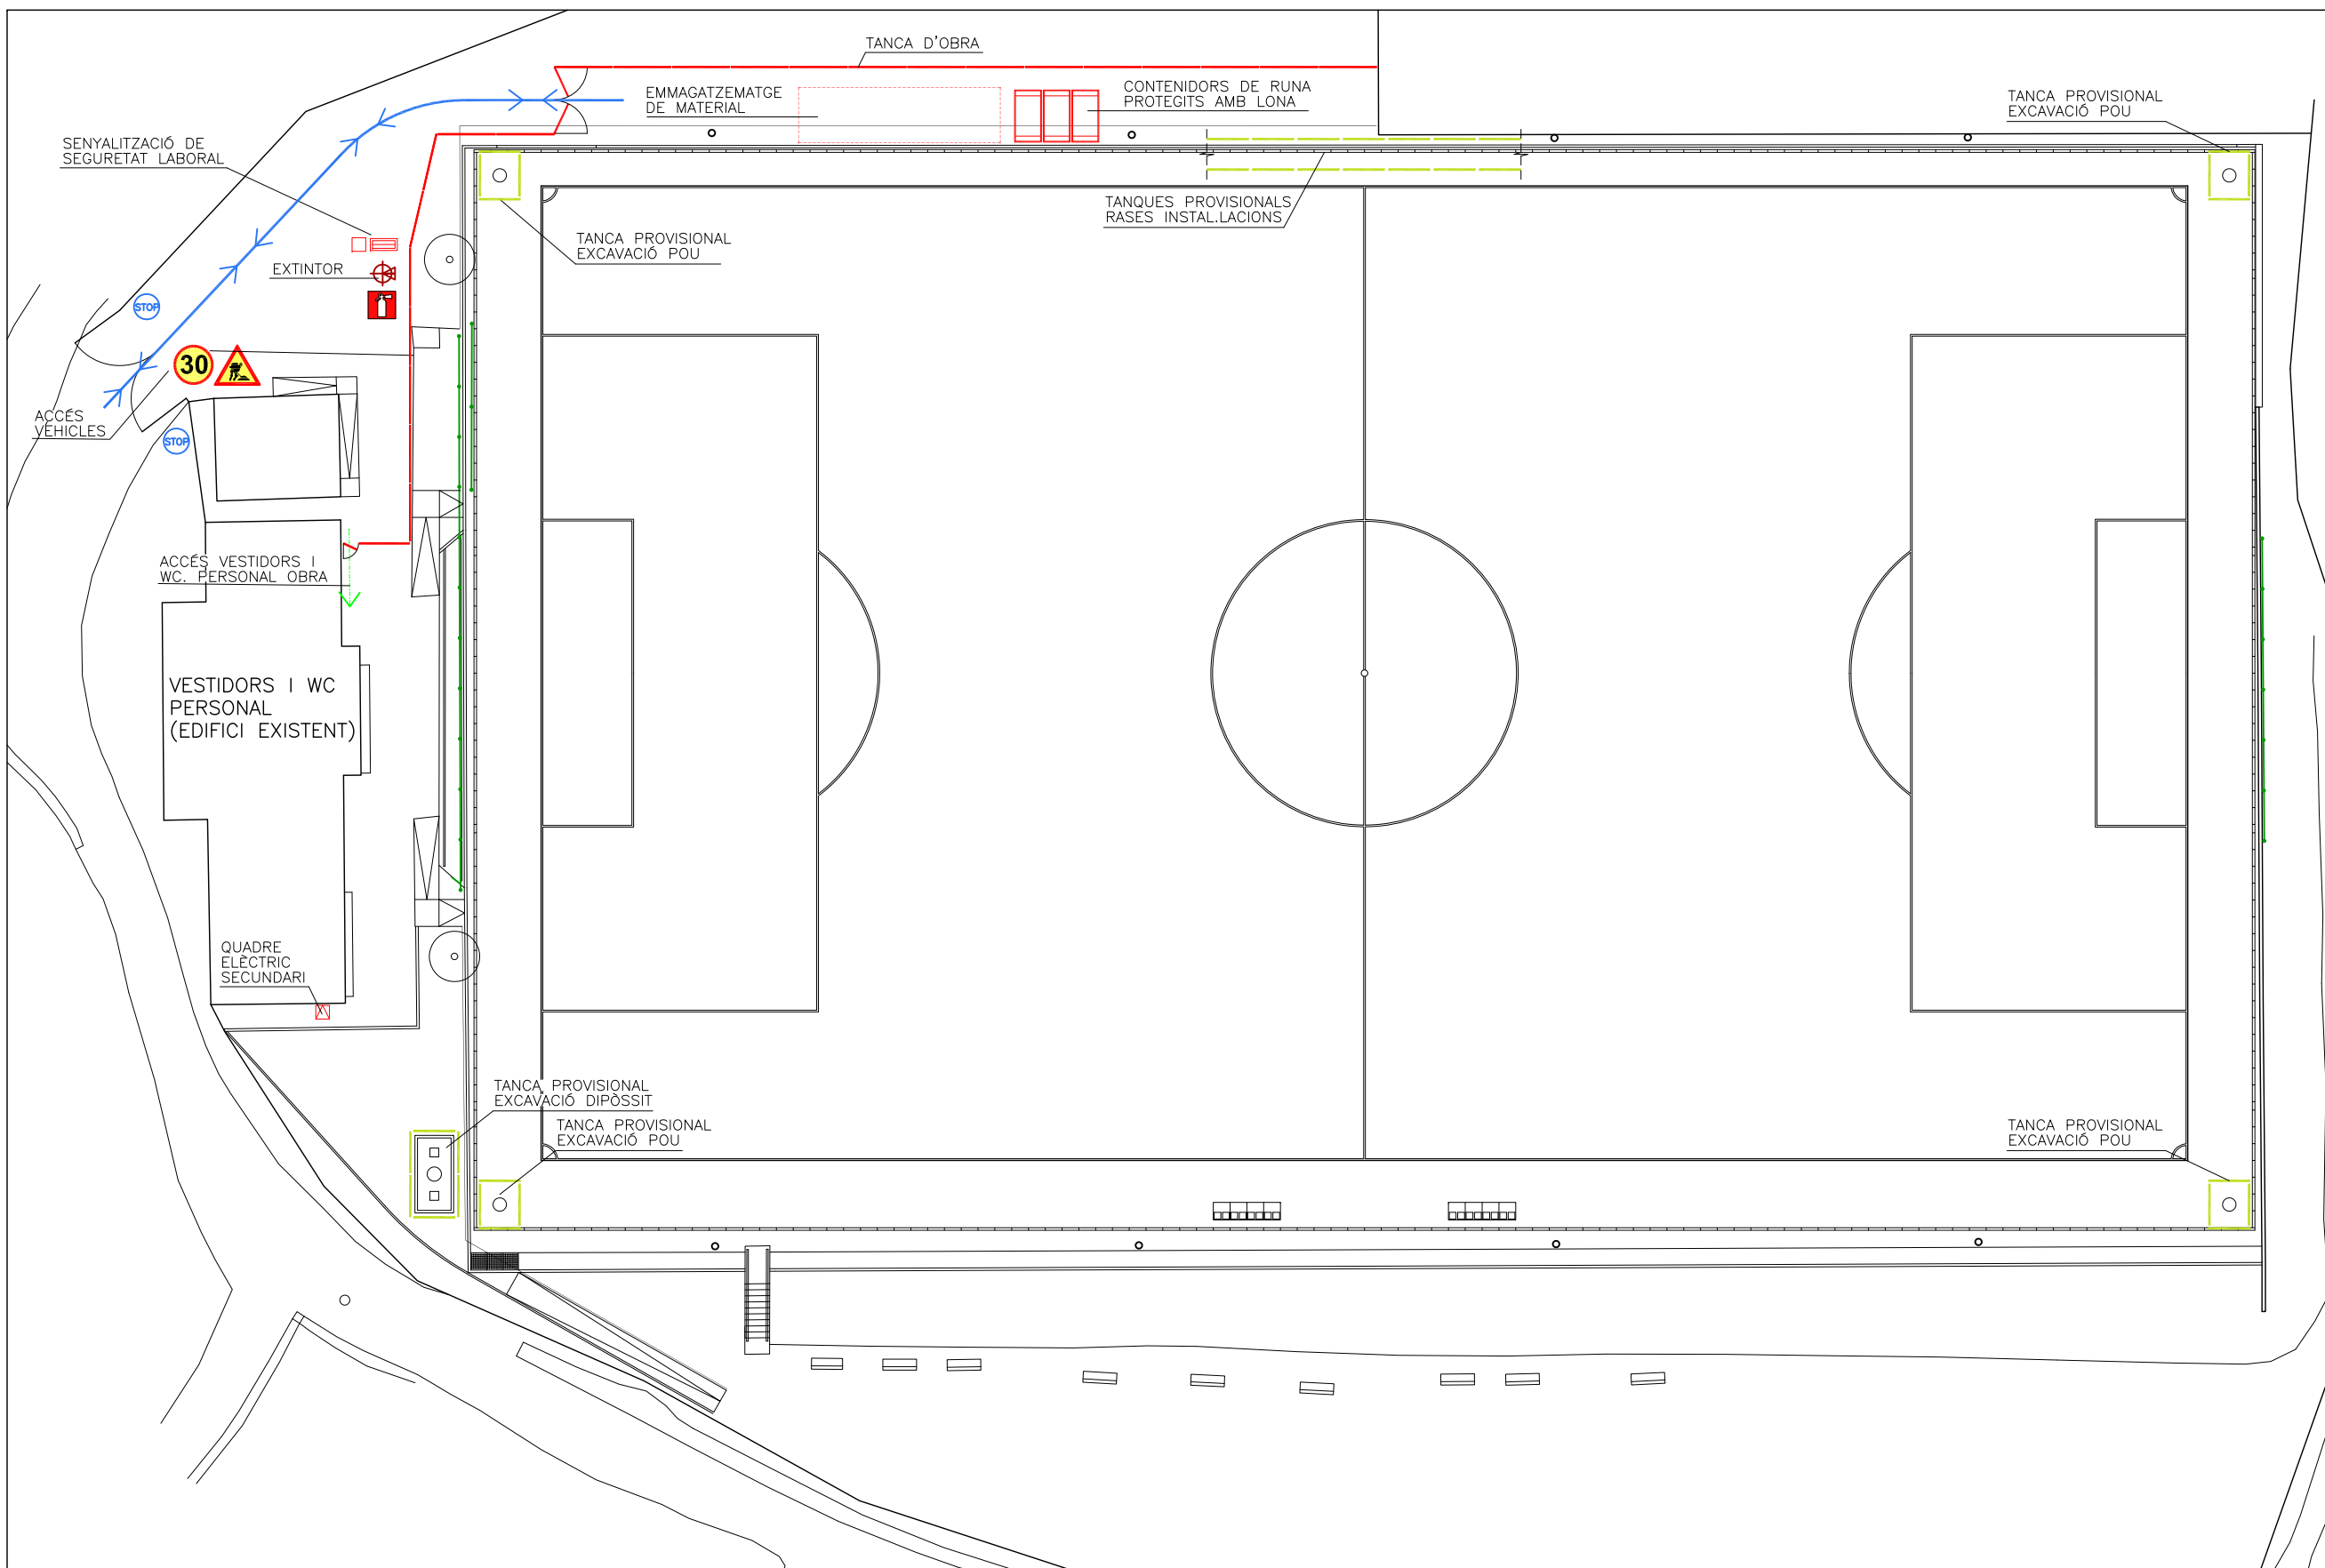 TANCA D'OBRA
EMMAGATZEMATGE
DE MATERIAL
CONTENIDORS DE RUNA
PROTEGITS AMB LONA
TANCA PROVISIONAL
EXCAVACIÓ POU
SENYALITZACIÓ DE
SEGURETAT LABORAL
TANQUES PROVISIONALS
RASES INSTAL.LACIONS
TANCA PROVISIONAL
EXCAVACIÓ POU
EXTINTOR
STOP
30
ACCÉS
VEHICLES
STOP
ACCÉS VESTIDORS I
WC. PERSONAL OBRA
VESTIDORS I WC
PERSONAL
(EDIFICI EXISTENT)
QUADRE
ELÈCTRIC
SECUNDARI
TANCA PROVISIONAL
EXCAVACIÓ DIPÒSSIT
TANCA PROVISIONAL
EXCAVACIÓ POU
TANCA PROVISIONAL
EXCAVACIÓ POU